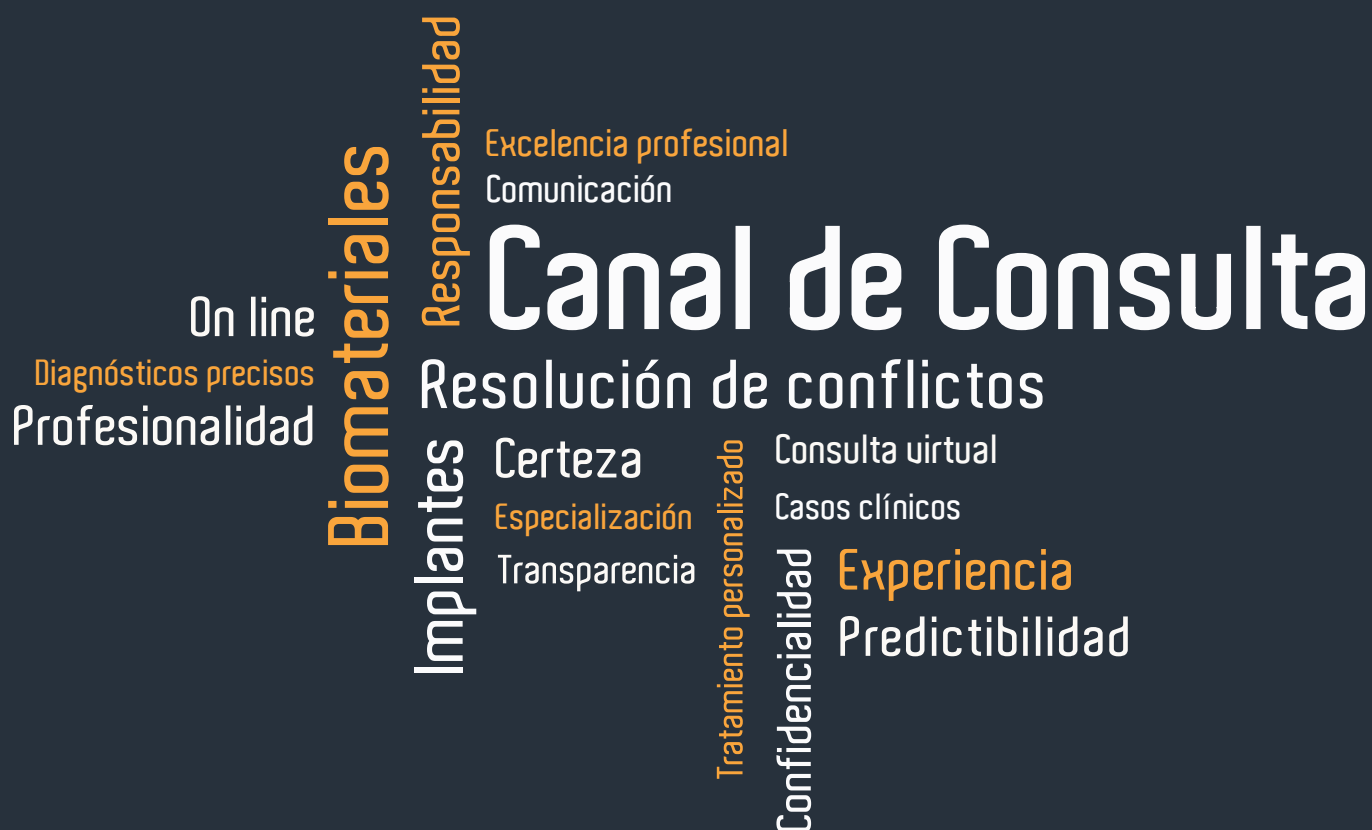 Responsabilidad
Excelencia profesional
Comunicación
Canal de Consulta
Biomateriales
On line
Diagnósticos precisos
Profesionalidad
Resolución de conflictos
Implantes
Certeza
Especialización
Transparencia
Tratamiento personalizado
Consulta virtual
Casos clínicos
Confidencialidad
Experiencia
Predictibilidad